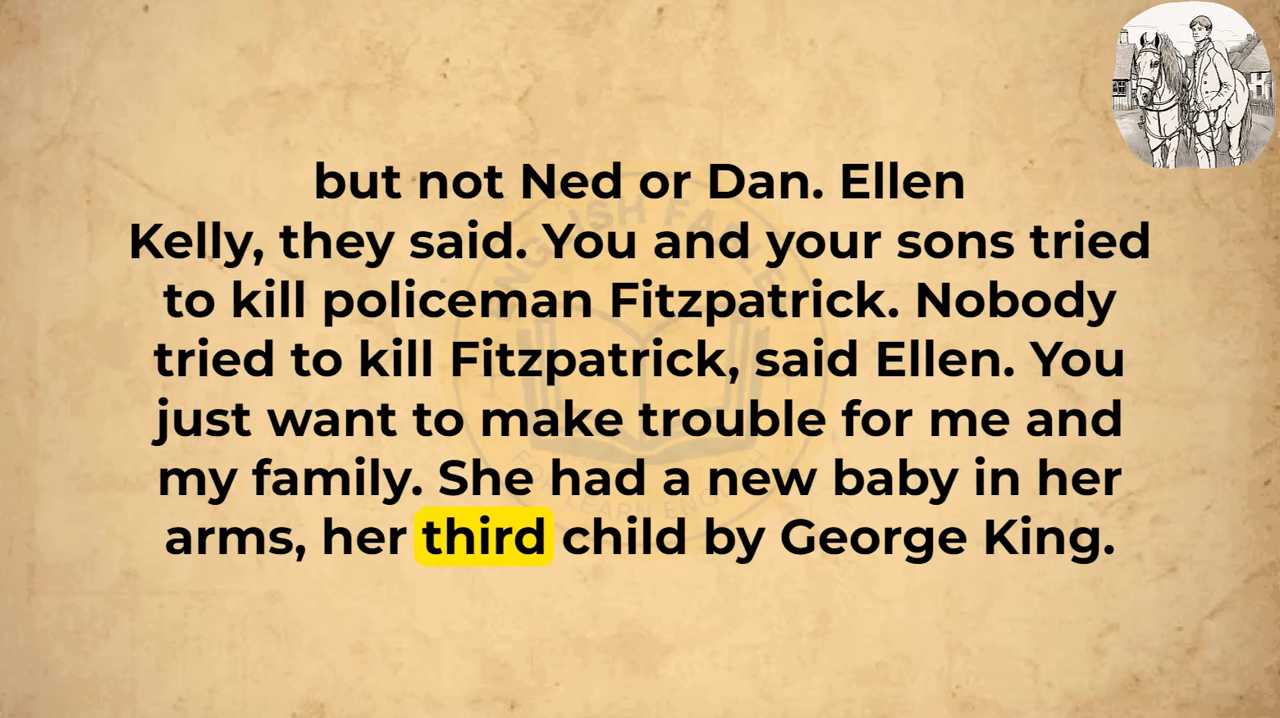 but not Ned or Dan. Ellen
Kelly, they said. You and your sons tried
to kill policeman Fitzpatrick. Nobody
tried to kill Fitzpatrick, said Ellen. You
just want to make trouble for me and
my family. She had a new baby in her
arms, her third child by George King.